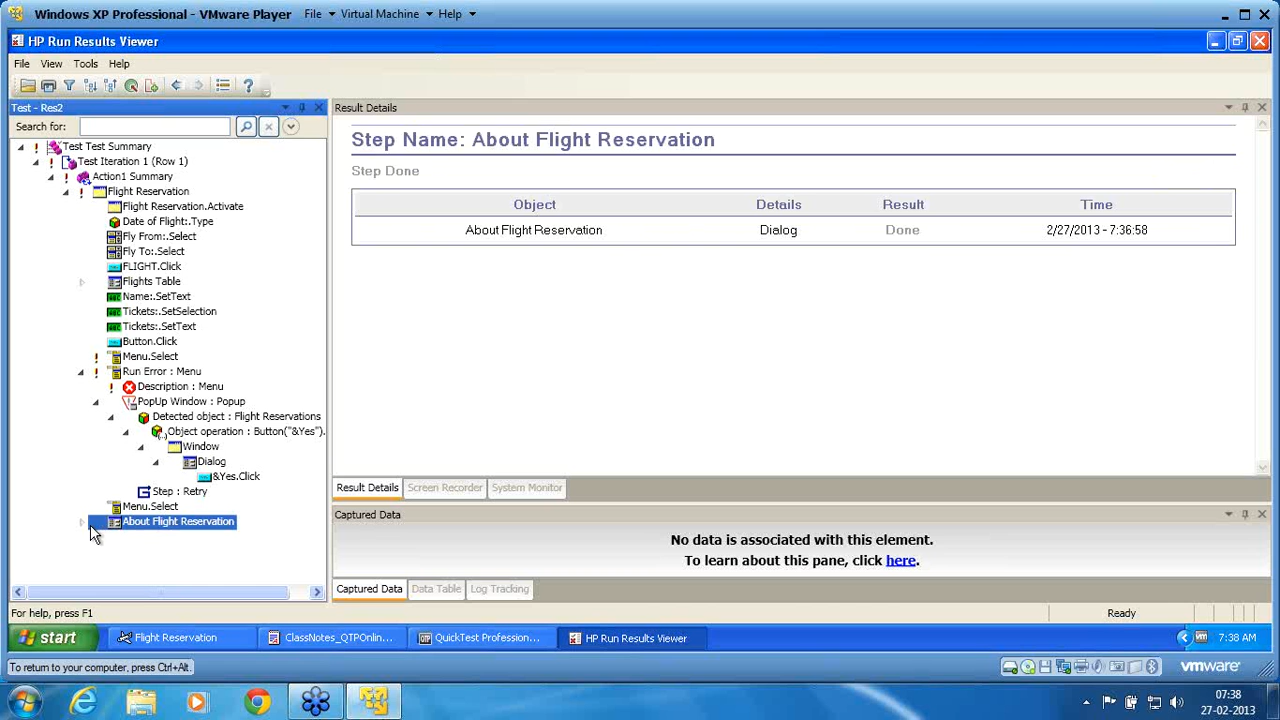 Windows XP Professional - VMware Player File Virtual Machine Help
HP Run Results Viewer
File View Tools Help
Test - Res2
Search for:
Test Test Summary
Test Iteration 1 (Row 1)
Action1 Summary
Flight Reservation
Flight Reservation.Activate
Date of Flight:.Type
Fly From:.Select
Fly To:.Select
FLIGHT.Click
Flights Table
Name:.SetText
Tickets:.SetSelection
Tickets:.SetText
Button.Click
Menu.Select
Run Error : Menu
Description : Menu
PopUp Window : Popup
Detected object : Flight Reservations
Object operation : Button("&Yes").
Window
Dialog
&Yes.Click
Step : Retry
Menu.Select
About Flight Reservation
Result Details
Step Name: About Flight Reservation
Step Done
Object Details Result Time
About Flight Reservation Dialog Done 2/27/2013 - 7:36:58
Result Details Screen Recorder System Monitor
Captured Data
No data is associated with this element.
To learn about this pane, click here.
Captured Data Data Table Log Tracking
For help, press F1
Ready
start Flight Reservation ClassNotes_QTPOnlin... QuickTest Profession... HP Run Results Viewer 7:38 AM
To return to your computer, press Ctrl+Alt.
vmware
07:38
27-02-2013